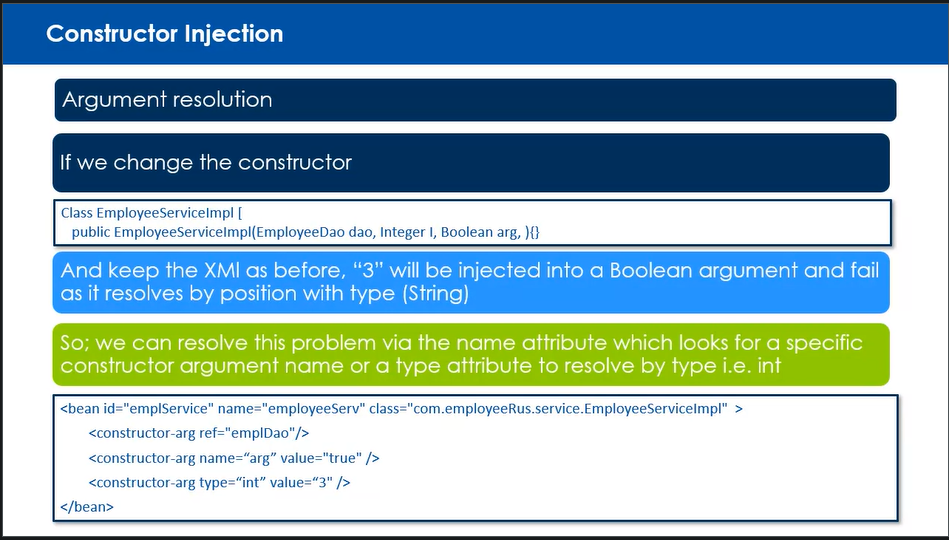 Constructor Injection
Argument resolution
If we change the constructor
Class EmployeeServiceImpl [
public EmployeeServiceImpl(EmployeeDao dao, Integer I, Boolean arg, ){}
And keep the XMl as before, “3” will be injected into a Boolean argument and fail
as it resolves by position with type (String)
So; we can resolve this problem via the name attribute which looks for a specific
constructor argument name or a type attribute to resolve by type i.e. int
<bean id="emplService" name="employeeServ" class="com.employeeRus.service.EmployeeServiceImpl" >
<constructor-arg ref="emplDao"/>
<constructor-arg name=“arg” value="true" />
<constructor-arg type=“int” value=“3" />
</bean>